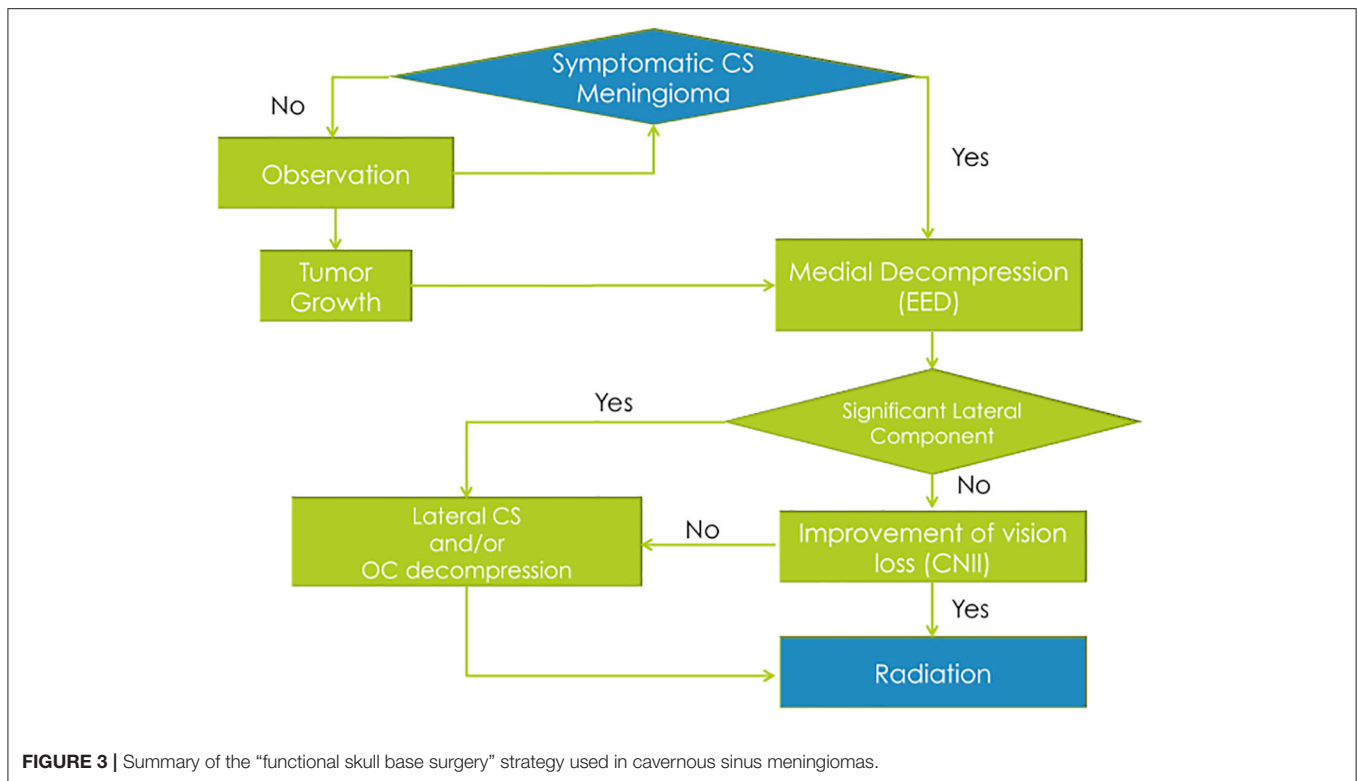 Symptomatic CS
Meningioma
No
Yes
Observation
Tumor
Growth
Medial Decompression
(EED)
Yes
Significant Lateral
Component
No
Lateral CS
and/or
OC decompression
No
Improvement of vision
loss (CNII)
Yes
Radiation
FIGURE 3 | Summary of the “functional skull base surgery” strategy used in cavernous sinus meningiomas.